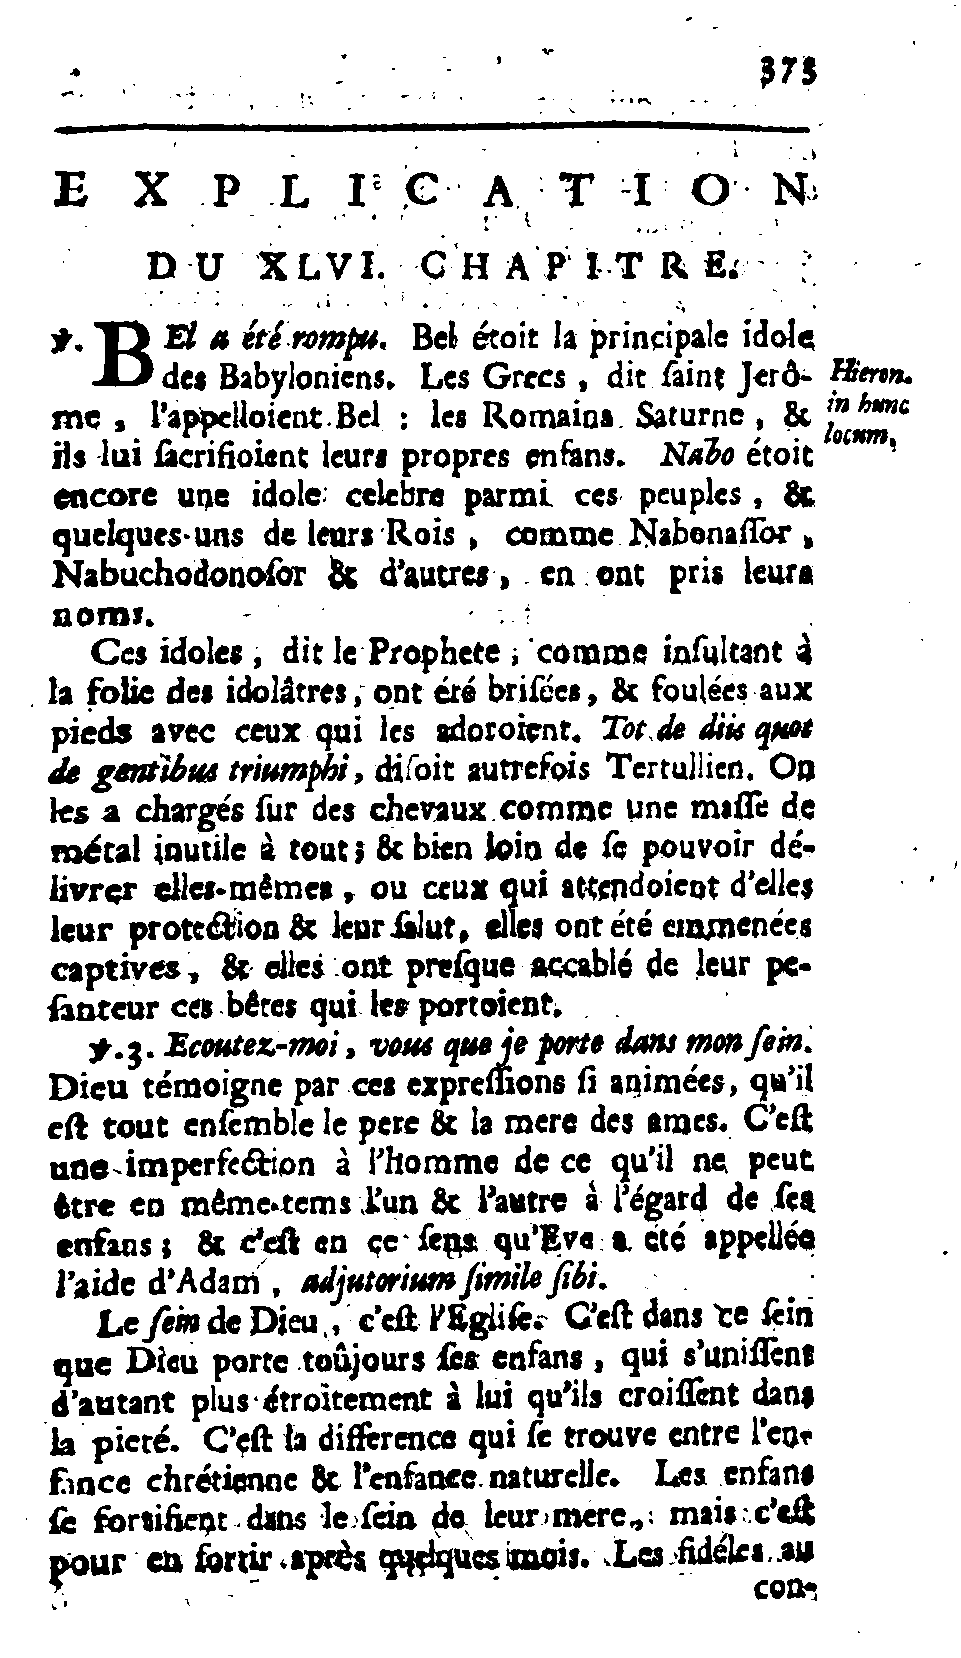 375
EXPLICATION
DU XLVI. CHAPITRE.
℣. BEl a été rompu. Bel étoit la principale idole
des Babyloniens. Les Grecs, dit ſaint Jerô-
me, l'appelloient Bel : les Romains Saturne, &
ils lui ſacrifioient leurs propres enfans. Nabo étoit
encore une idole celebre parmi ces peuples, &
quelques-uns de leurs Rois, comme Nabonaſſor,
Nabuchodonoſor & d'autres, en ont pris leurs
noms.
Hieron.
in hunc
locum.
Ces idoles, dit le Prophete, comme inſultant à
la folie des idolâtres, ont été briſées, & foulées aux
pieds avec ceux qui les adoroient. Tot de diis quot
de gentibus triumphi, diſoit autrefois Tertullien. On
les a chargés ſur des chevaux comme une maſſe de
métal inutile à tout; & bien loin de ſe pouvoir dé-
livrer elles-mêmes, ou ceux qui attendoient d'elles
leur protection & leur ſalut, elles ont été emmenées
captives, & elles ont preſque accablé de leur pe-
ſanteur ces bêtes qui les portoient.
℣. 3. Ecoutez-moi, vous que je porte dans mon ſein.
Dieu témoigne par ces expreſſions ſi animées, qu'il
eſt tout enſemble le pere & la mere des ames. C'eſt
une imperfection à l'homme de ce qu'il ne peut
être en même-tems l'un & l'autre à l'égard de ſes
enfans; & c'eſt en ce ſens qu'Eve a été appellée
l'aide d'Adam, adjutorium ſimile ſibi.
Le ſein de Dieu, c'eſt l'Egliſe. C'eſt dans ce ſein
que Dieu porte toûjours ſes enfans, qui s'uniſſent
d'autant plus étroitement à lui qu'ils croiſſent dans
la pieté. C'eſt la difference qui ſe trouve entre l'en-
fance chrétienne & l'enfance naturelle. Les enfans
ſe fortifient dans le ſein de leur mere, mais c'eſt
pour en ſortir après quelques mois. Les fidéles au
con-